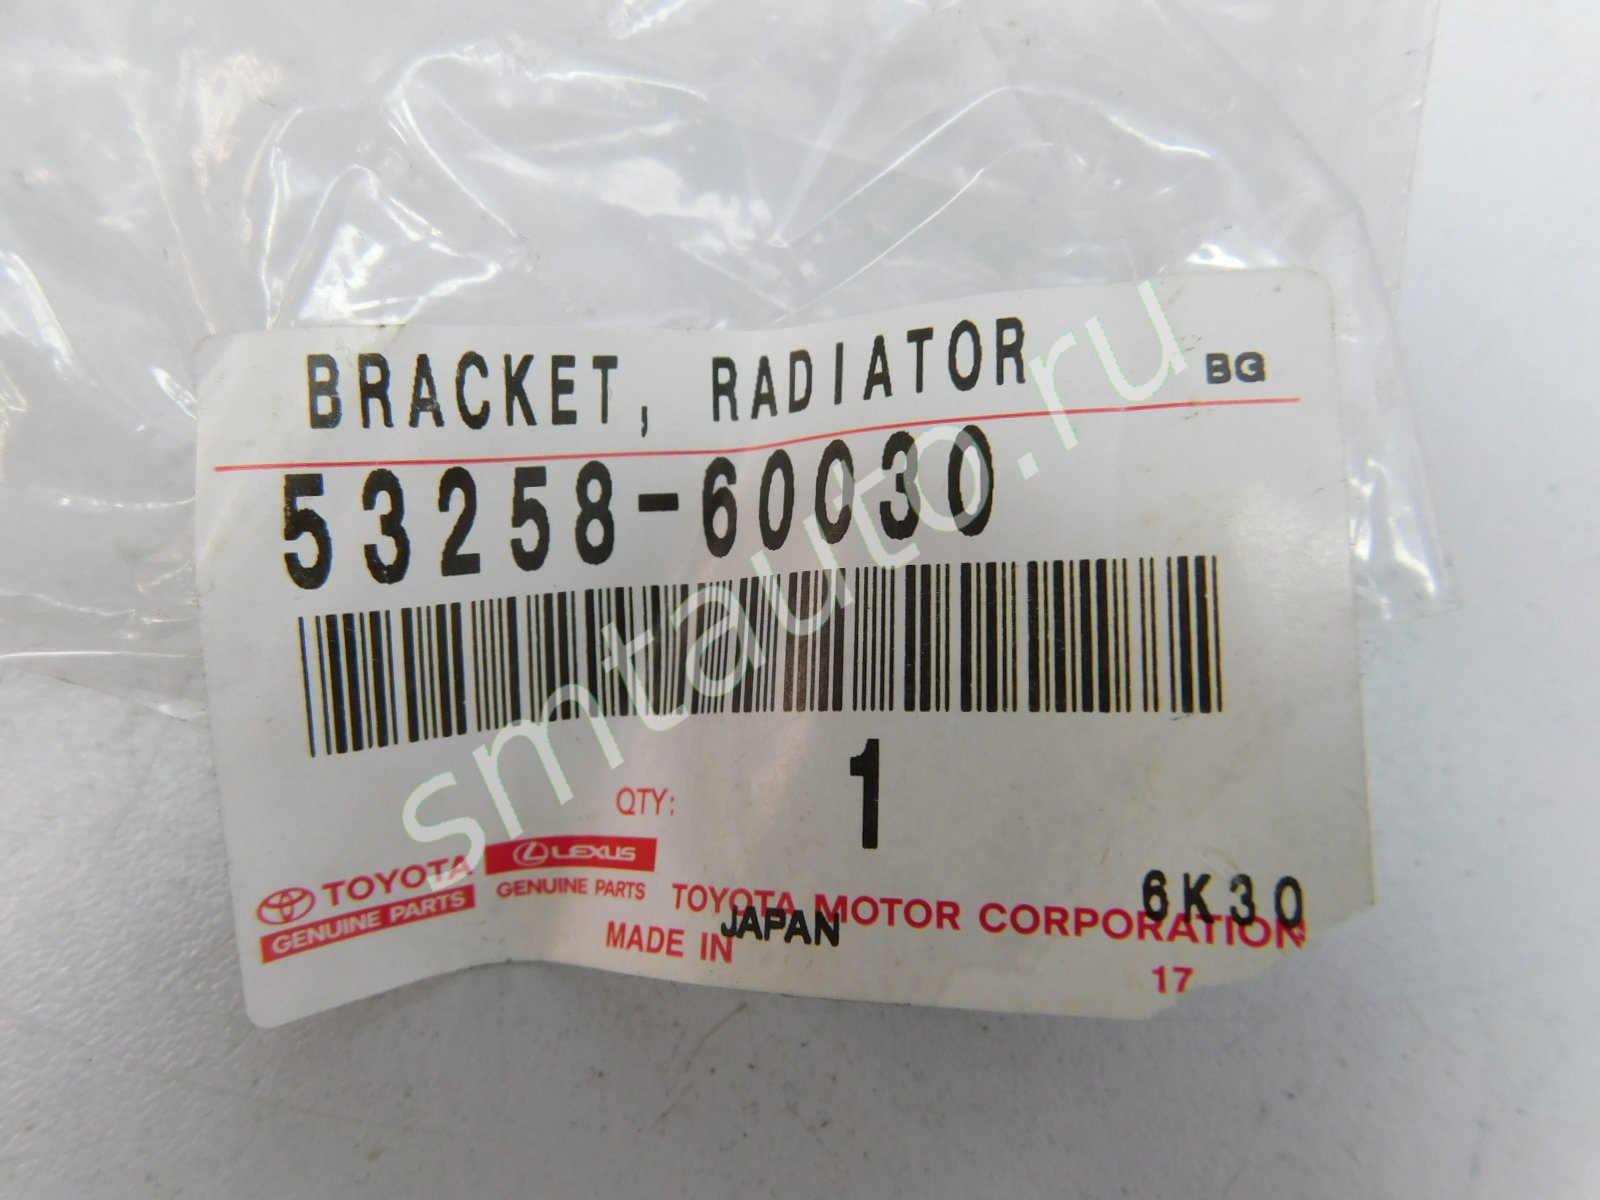 BRACKET, RADIATOR BG
53258-60030
QTY: 1
TOYOTA
GENUINE PARTS
LEXUS
GENUINE PARTS
TOYOTA MOTOR CORPORATION
6K30
MADE IN JAPAN
17
smtauto.ru